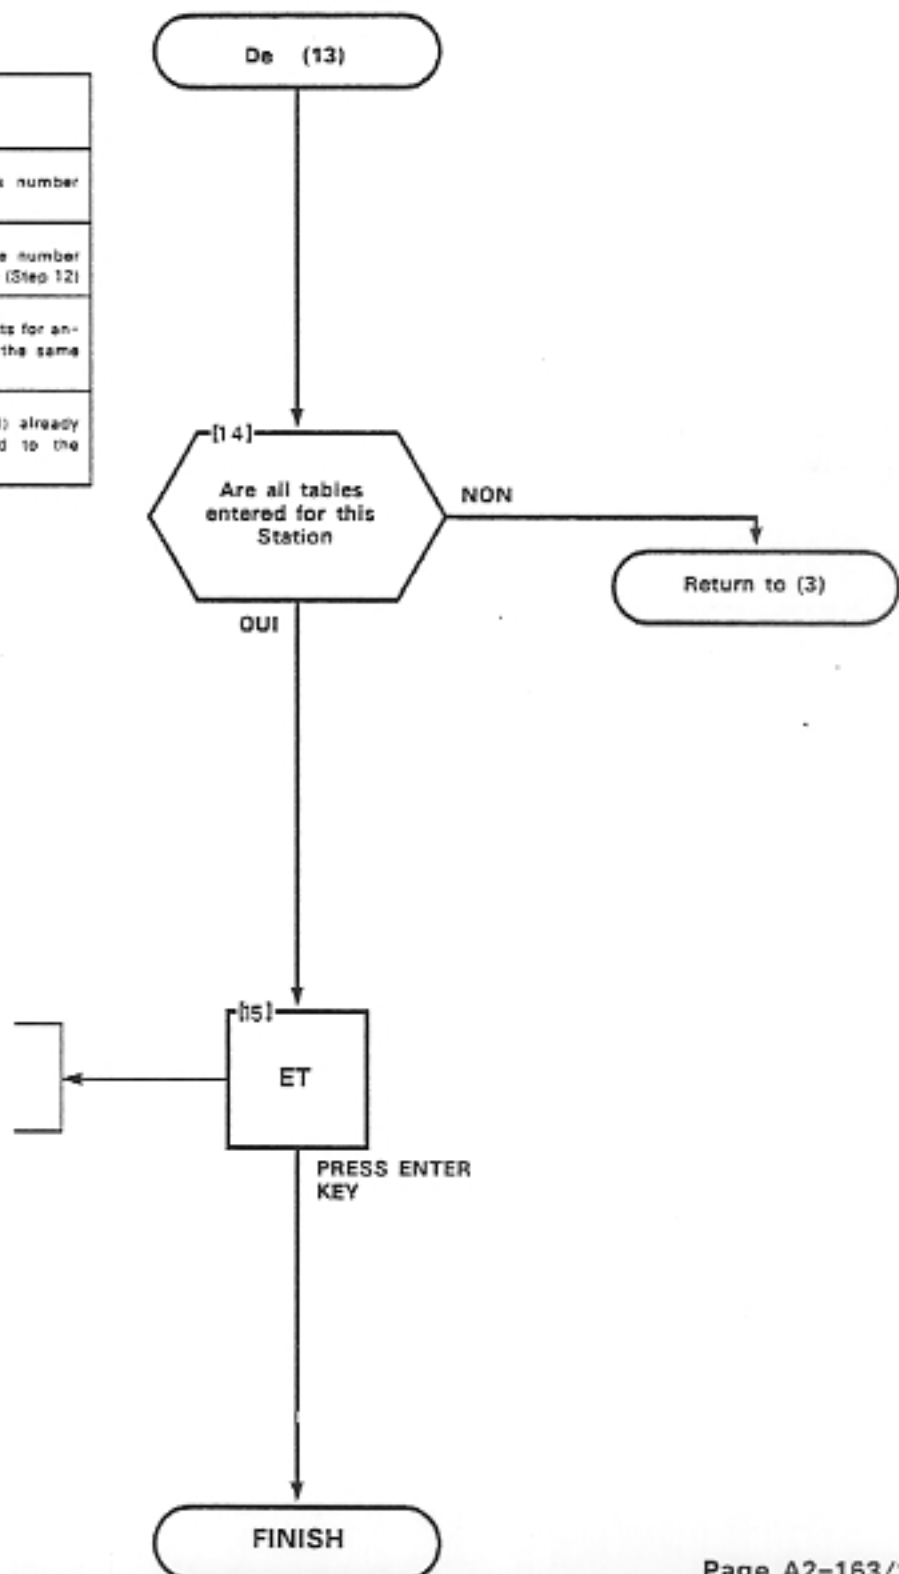 De (13)
number
number
(Step 12)
ts for an-
the same
already
d to the
[14]
Are all tables
entered for this
Station
NON
Return to (3)
OUI
[15]
ET
PRESS ENTER
KEY
FINISH
Page A2-163/